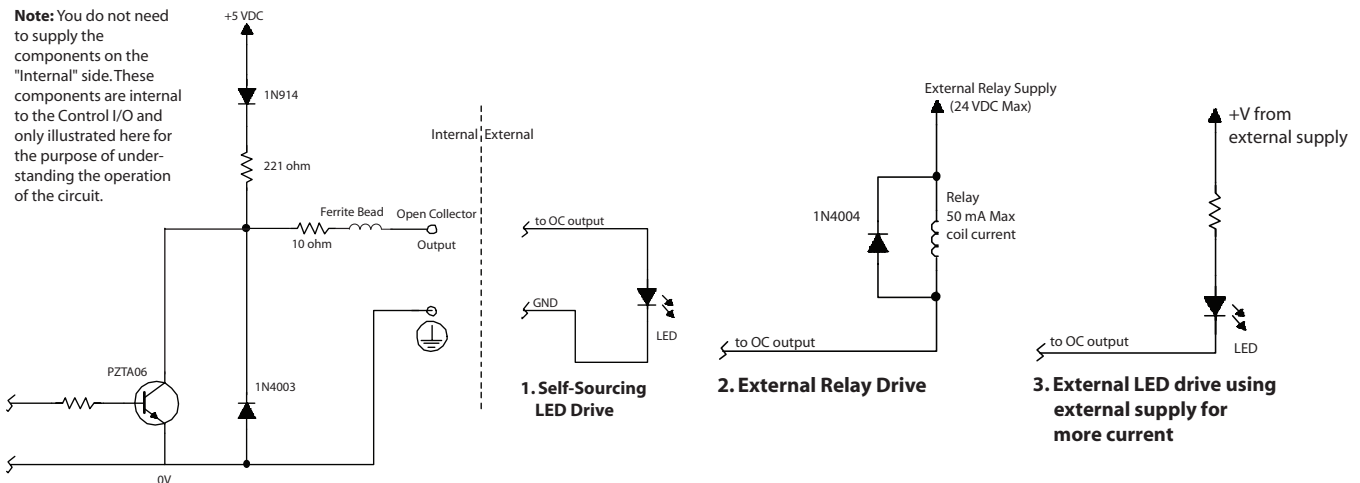 Note: You do not need
to supply the
components on the
"Internal" side. These
components are internal
to the Control I/O and
only illustrated here for
the purpose of under-
standing the operation
of the circuit.
+5 VDC
1N914
221 ohm
Internal External
Ferrite Bead
Open Collector
10 ohm
Output
PZTA06
1N4003
0V
to OC output
GND
LED
1. Self-Sourcing
LED Drive
External Relay Supply
(24 VDC Max)
1N4004
Relay
50 mA Max
coil current
to OC output
2. External Relay Drive
+V from
external supply
to OC output
LED
3. External LED drive using
external supply for
more current